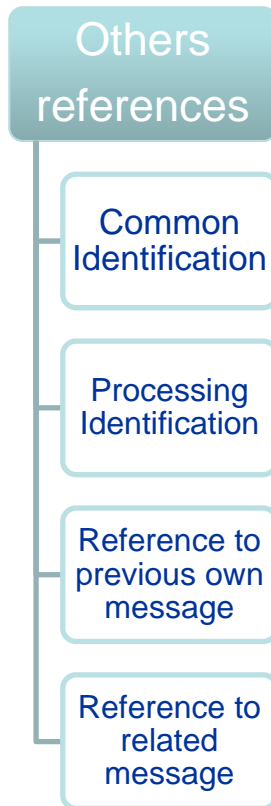 Others
references
Common
Identification
Processing
Identification
Reference to
previous own
message
Reference to
related
message